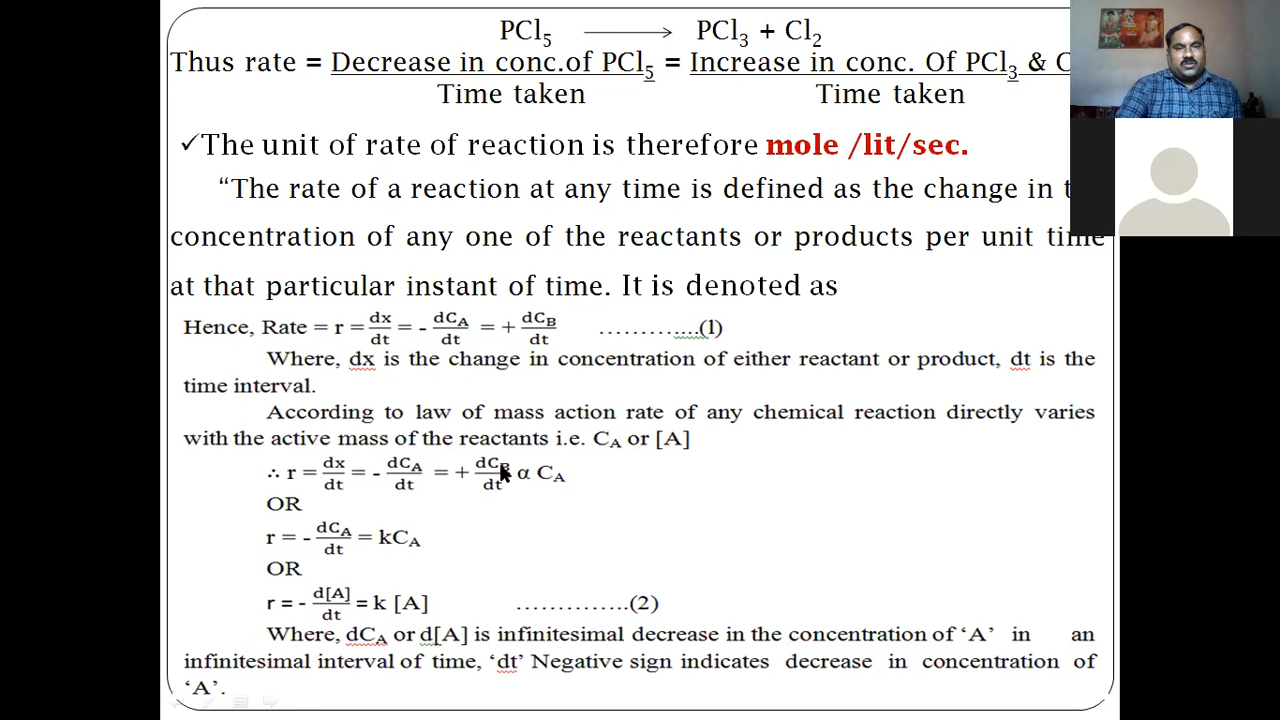 PCl5 ⟶ PCl3 + Cl2
Thus rate = Decrease in conc.of PCl5 = Increase in conc. Of PCl3 & C
Time taken Time taken
✓The unit of rate of reaction is therefore mole /lit/sec.
“The rate of a reaction at any time is defined as the change in t
concentration of any one of the reactants or products per unit time
at that particular instant of time. It is denoted as
Hence, Rate = r = dx/dt = - dCA/dt = + dCB/dt ………....(1)
Where, dx is the change in concentration of either reactant or product, dt is the
time interval.
According to law of mass action rate of any chemical reaction directly varies
with the active mass of the reactants i.e. CA or [A]
∴ r = dx/dt = - dCA/dt = + dCB/dt α CA
OR
r = - dCA/dt = kCA
OR
r = - d[A]/dt = k [A] …………..(2)
Where, dCA or d[A] is infinitesimal decrease in the concentration of ‘A’ in an
infinitesimal interval of time, ‘dt’ Negative sign indicates decrease in concentration of
‘A’.